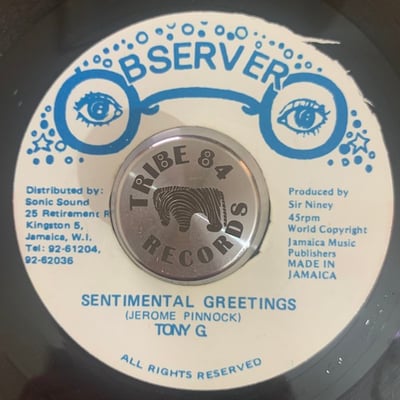 OBSERVER
Distributed by:
Sonic Sound
25 Retirement R
Kingston 5,
Jamaica, W.I.
Tel: 92-61204,
92-62036
TRIBE 84
RECORDS
Produced by
Sir Niney
45rpm
World Copyright
Jamaica Music
Publishers
MADE IN
JAMAICA
SENTIMENTAL GREETINGS
(JEROME PINNOCK)
TONY G.
ALL RIGHTS RESERVED